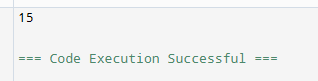 15
=== Code Execution Successful ===